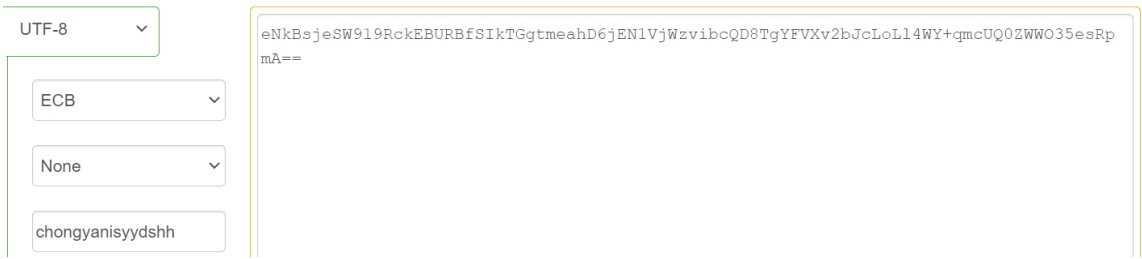 UTF-8
ECB
None
chongyanisyydshh
eNkBsjeSW919RckEBURBfSIkTGgtmeahD6jEN1VjWzvibcQD8TgYFVXv2bJcLoLl4WY+qmcUQ0ZWWO35esRp
mA==